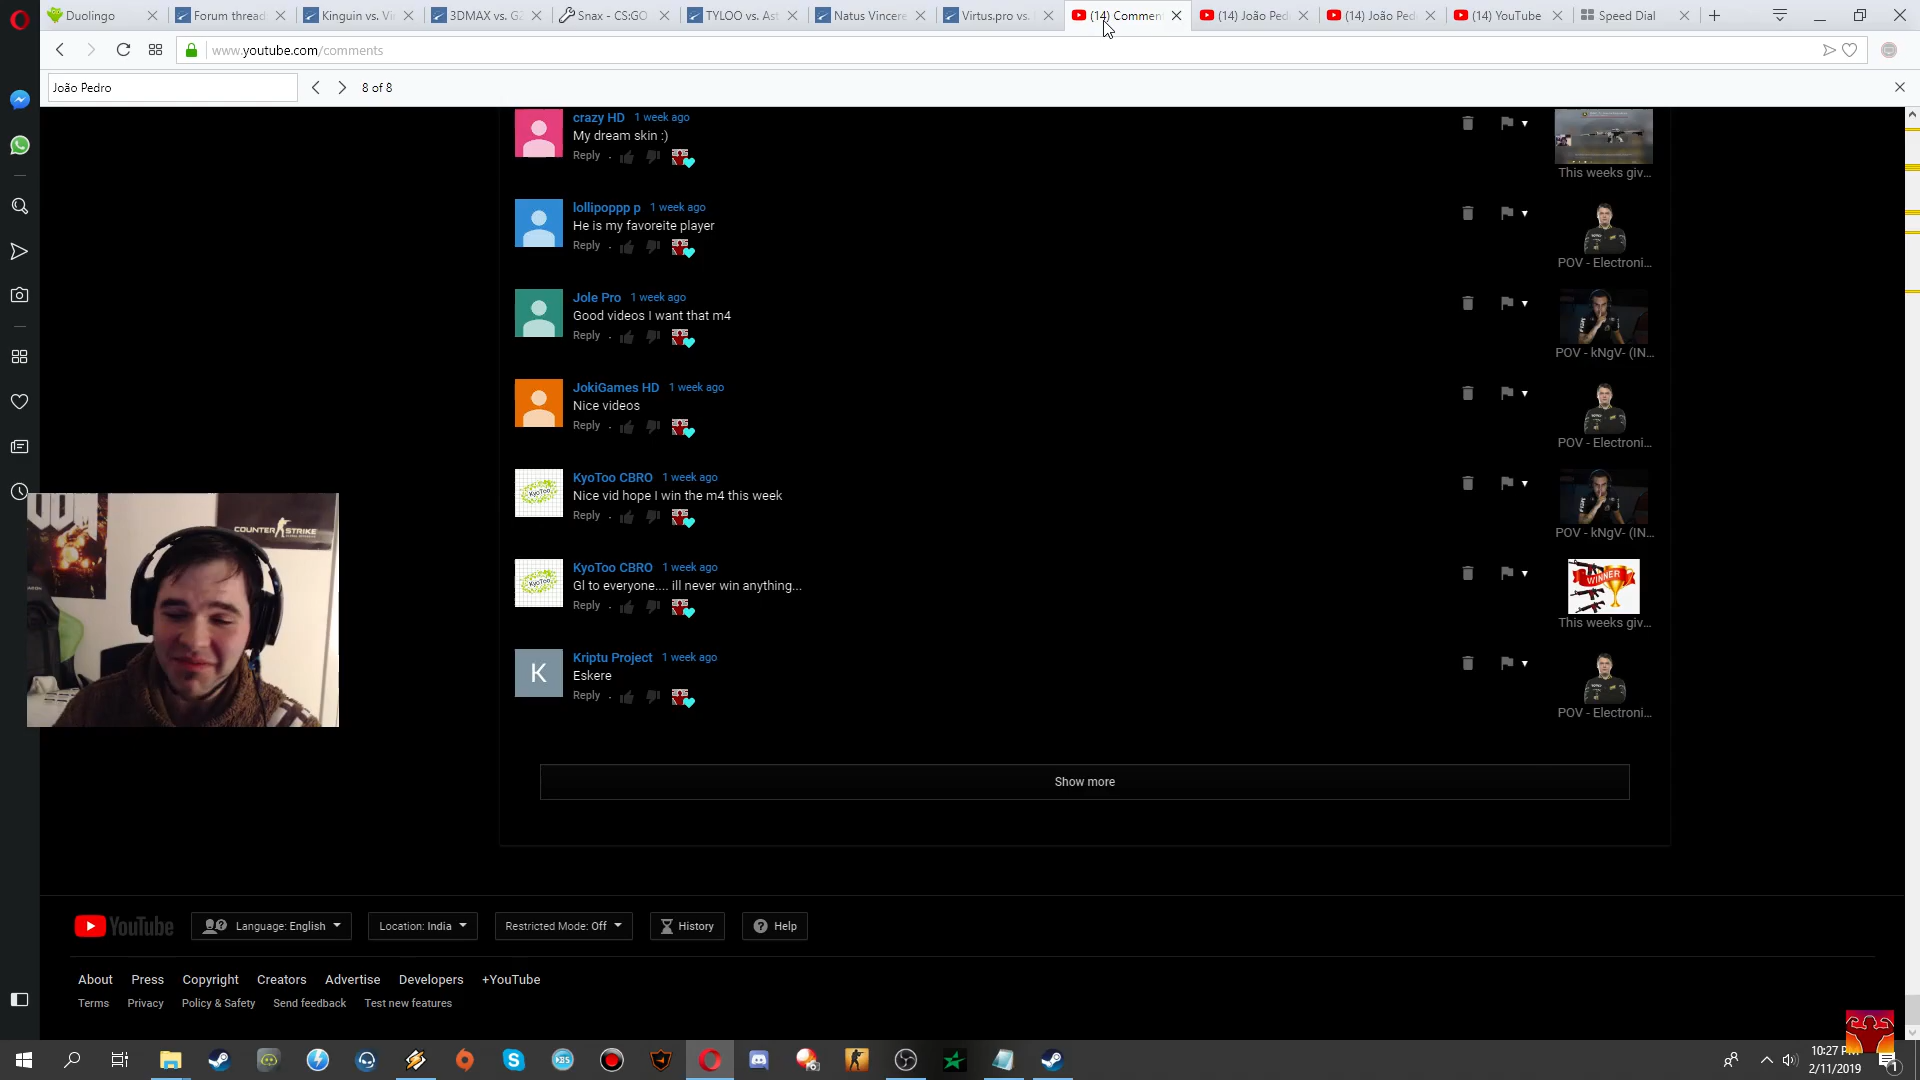 Duolingo
Forum thread
Kinguin vs. Vir
3DMAX vs. G2
Snax - CS:GO
TYLOO vs. Ast
Natus Vincere
Virtus.pro vs.
(14) Comment
(14) João Ped
(14) João Ped
(14) YouTube
Speed Dial
www.youtube.com/comments
João Pedro
8 of 8
crazy HD 1 week ago
My dream skin :)
Reply
This weeks giv...
lollipoppp p 1 week ago
He is my favoreite player
Reply
POV - Electroni...
Jole Pro 1 week ago
Good videos I want that m4
Reply
POV - kNgV- (IN...
JokiGames HD 1 week ago
Nice videos
Reply
POV - Electroni...
KyoToo CBRO 1 week ago
Nice vid hope I win the m4 this week
Reply
POV - kNgV- (IN...
KyoToo CBRO 1 week ago
Gl to everyone.... ill never win anything...
Reply
WINNER
This weeks giv...
K
Kriptu Project 1 week ago
Eskere
Reply
POV - Electroni...
COUNTER STRIKE
Show more
YouTube
Language: English
Location: India
Restricted Mode: Off
History
Help
About Press Copyright Creators Advertise Developers +YouTube
Terms Privacy Policy & Safety Send feedback Test new features
10:27 P
2/11/2019